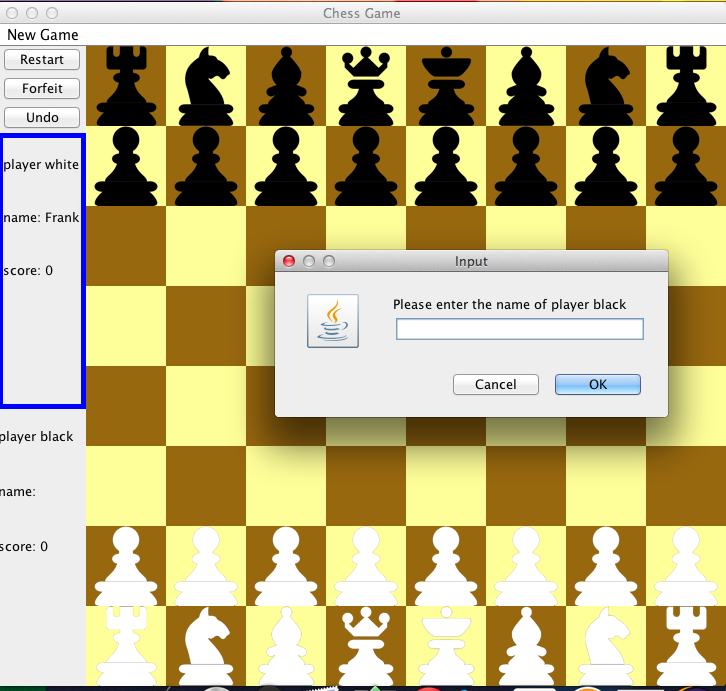 Chess Game
New Game
Restart
Forfeit
Undo
player white
name: Frank
score: 0
Input
Please enter the name of player black
Cancel
OK
player black
name:
score: 0